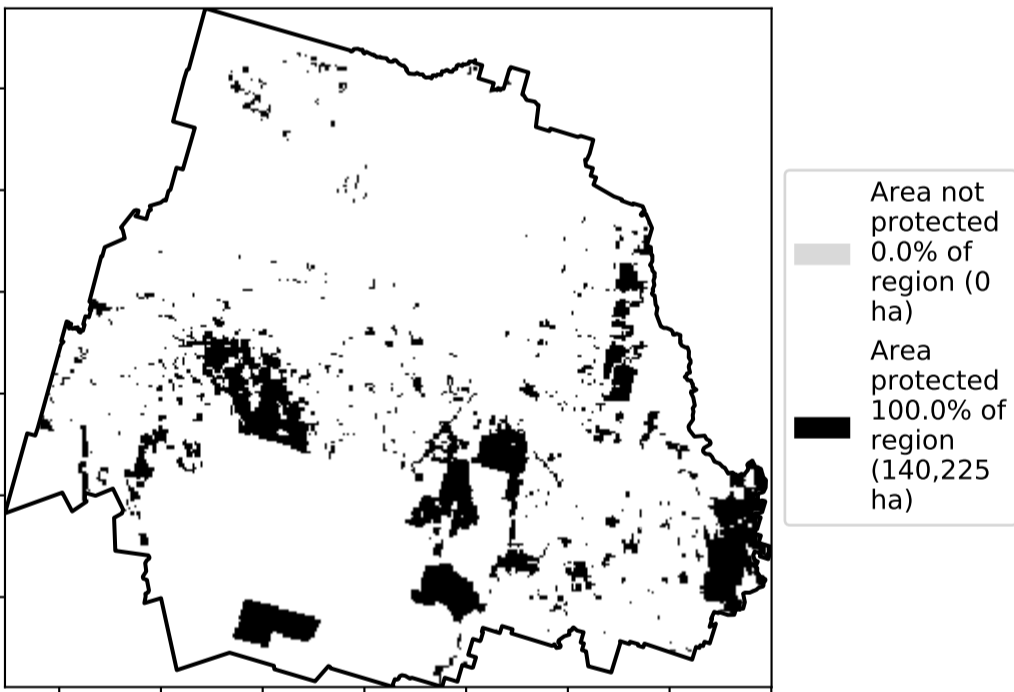 Area not
protected
0.0% of
region (0
ha)
Area
protected
100.0% of
region
(140,225
ha)